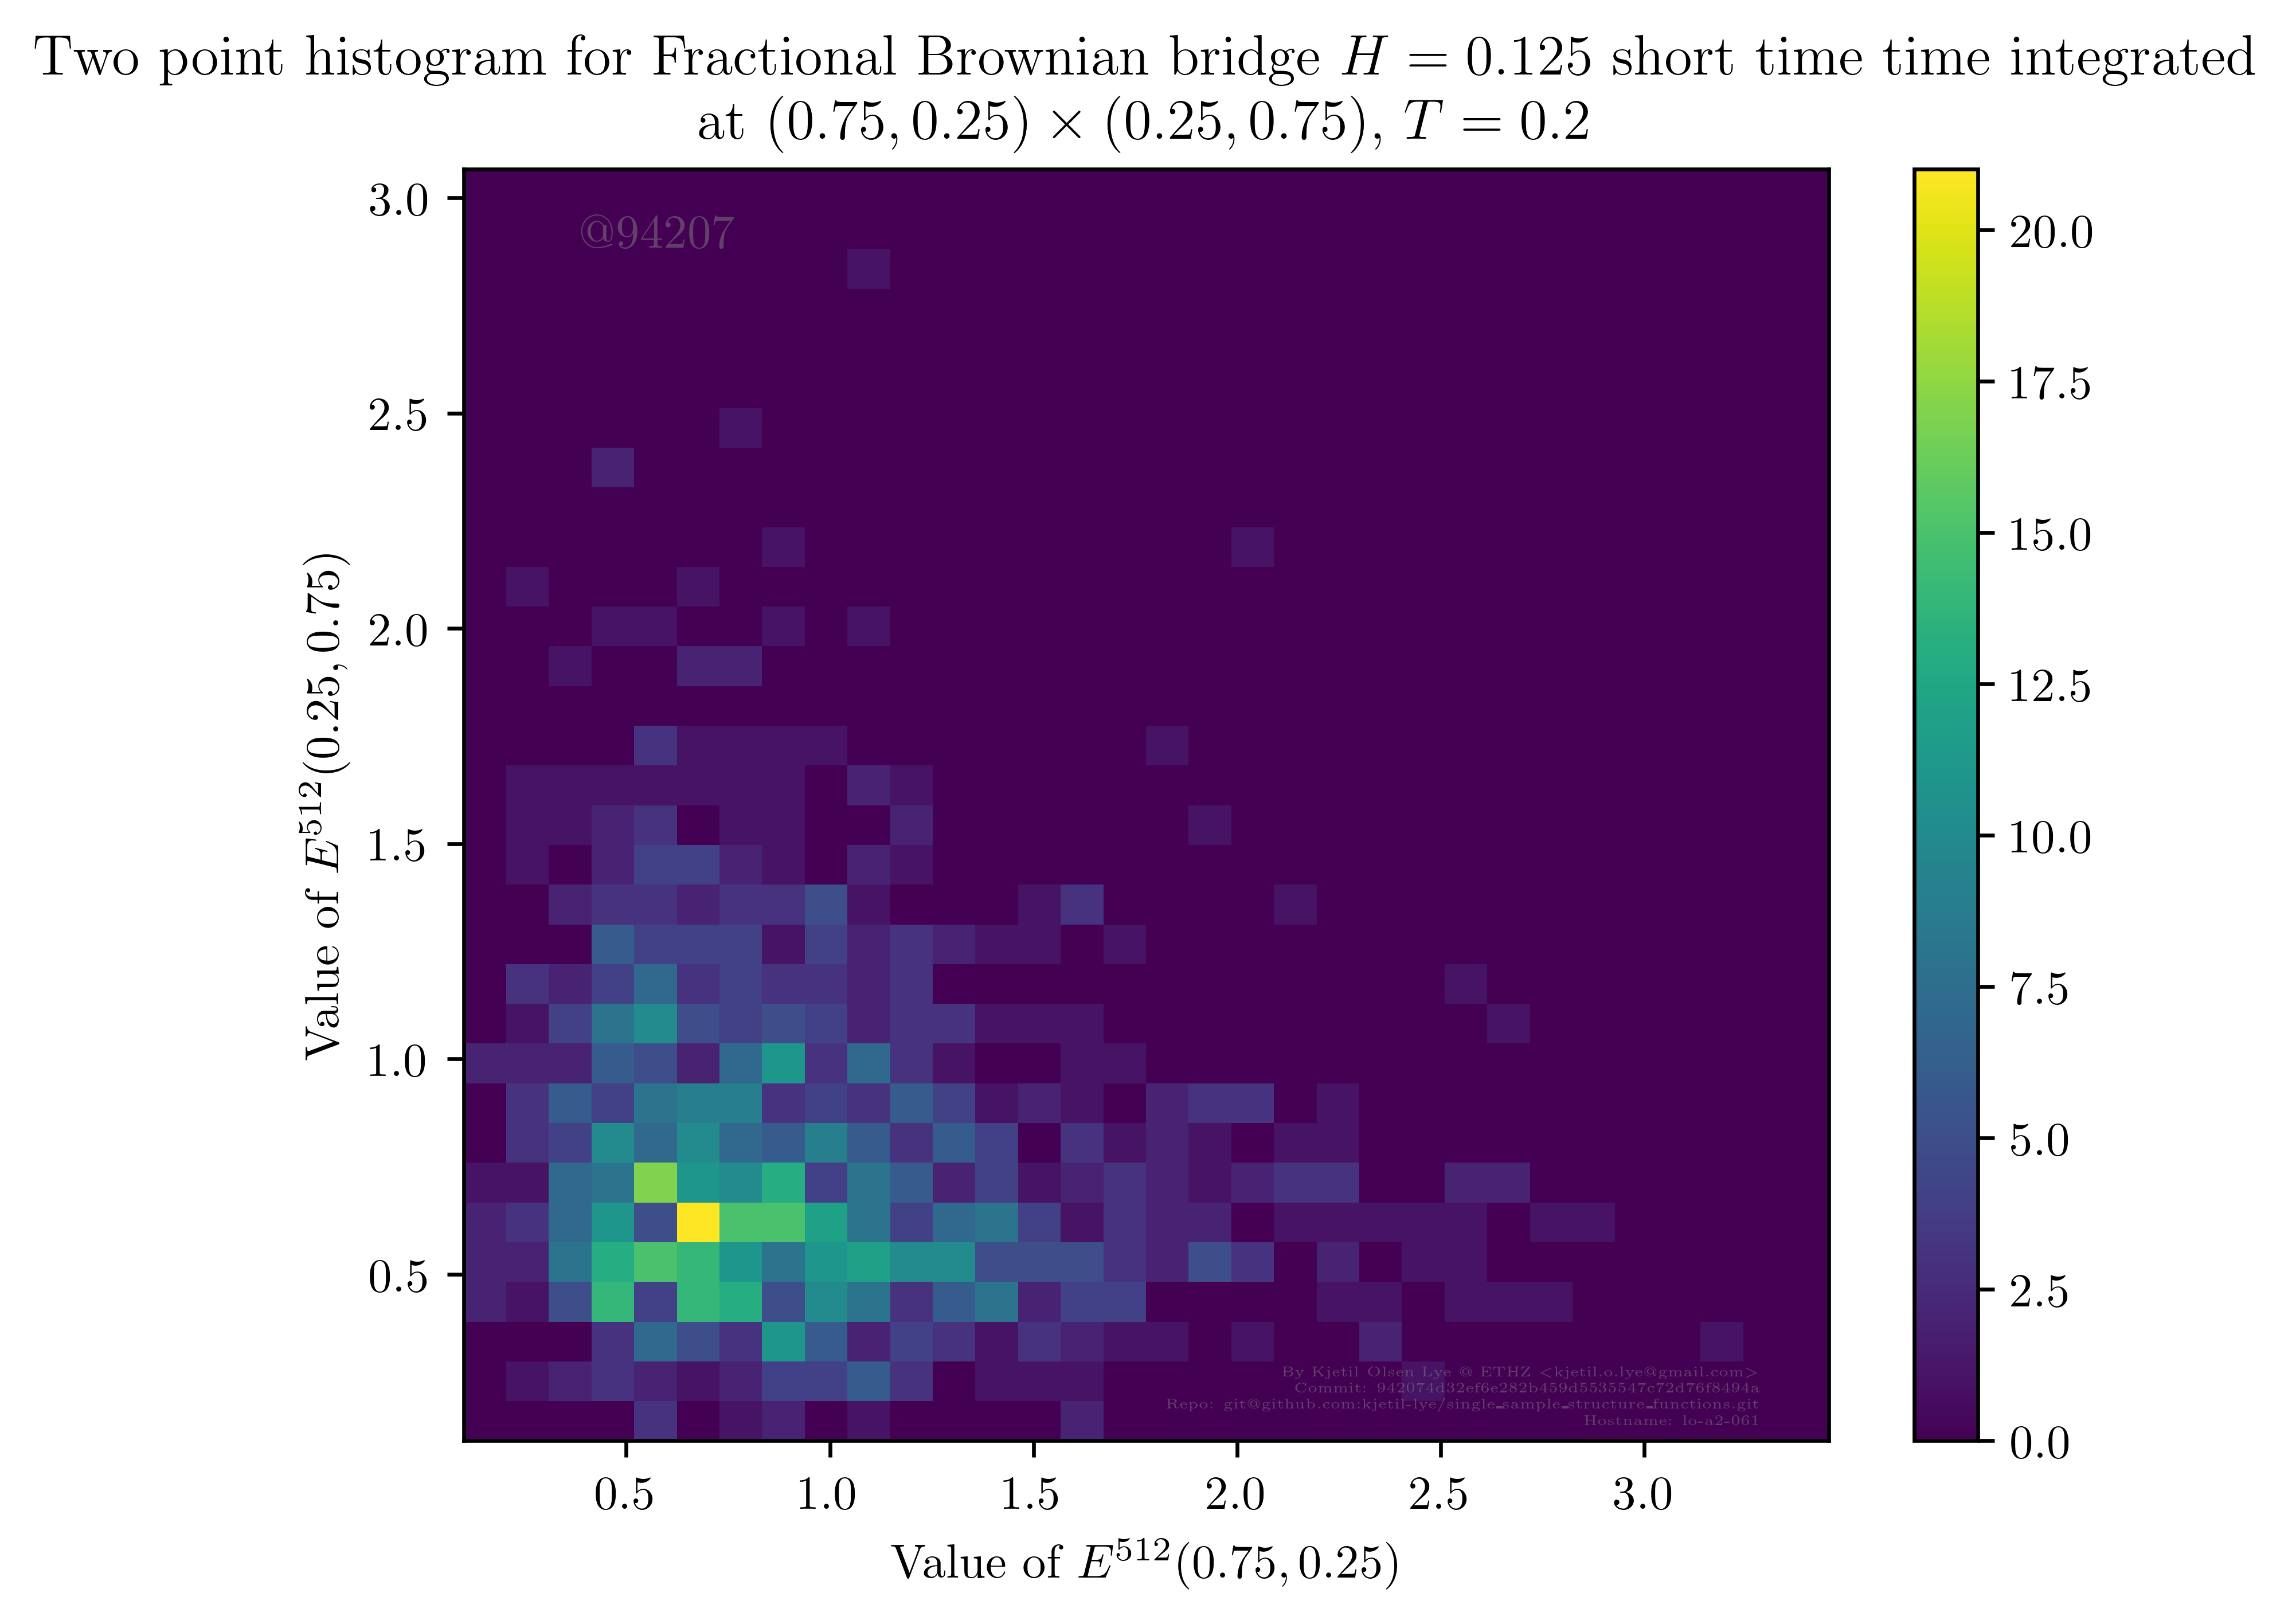 Two point histogram for Fractional Brownian bridge H = 0.125 short time time integrated
at (0.75, 0.25) × (0.25, 0.75), T = 0.2
@94207
3.0
2.5
2.0
1.5
1.0
0.5
Value of E^512(0.25, 0.75)
0.5
1.0
1.5
2.0
2.5
3.0
Value of E^512(0.75, 0.25)
20.0
17.5
15.0
12.5
10.0
7.5
5.0
2.5
0.0
By Kjetil Olsen Lye @ ETHZ <kjetil.o.lye@gmail.com>
Commit: 942074d32ef6e282b459d5535547c72d76f8494a
Repo: git@github.com:kjetil-lye/single_sample_structure_functions.git
Hostname: lo-a2-061